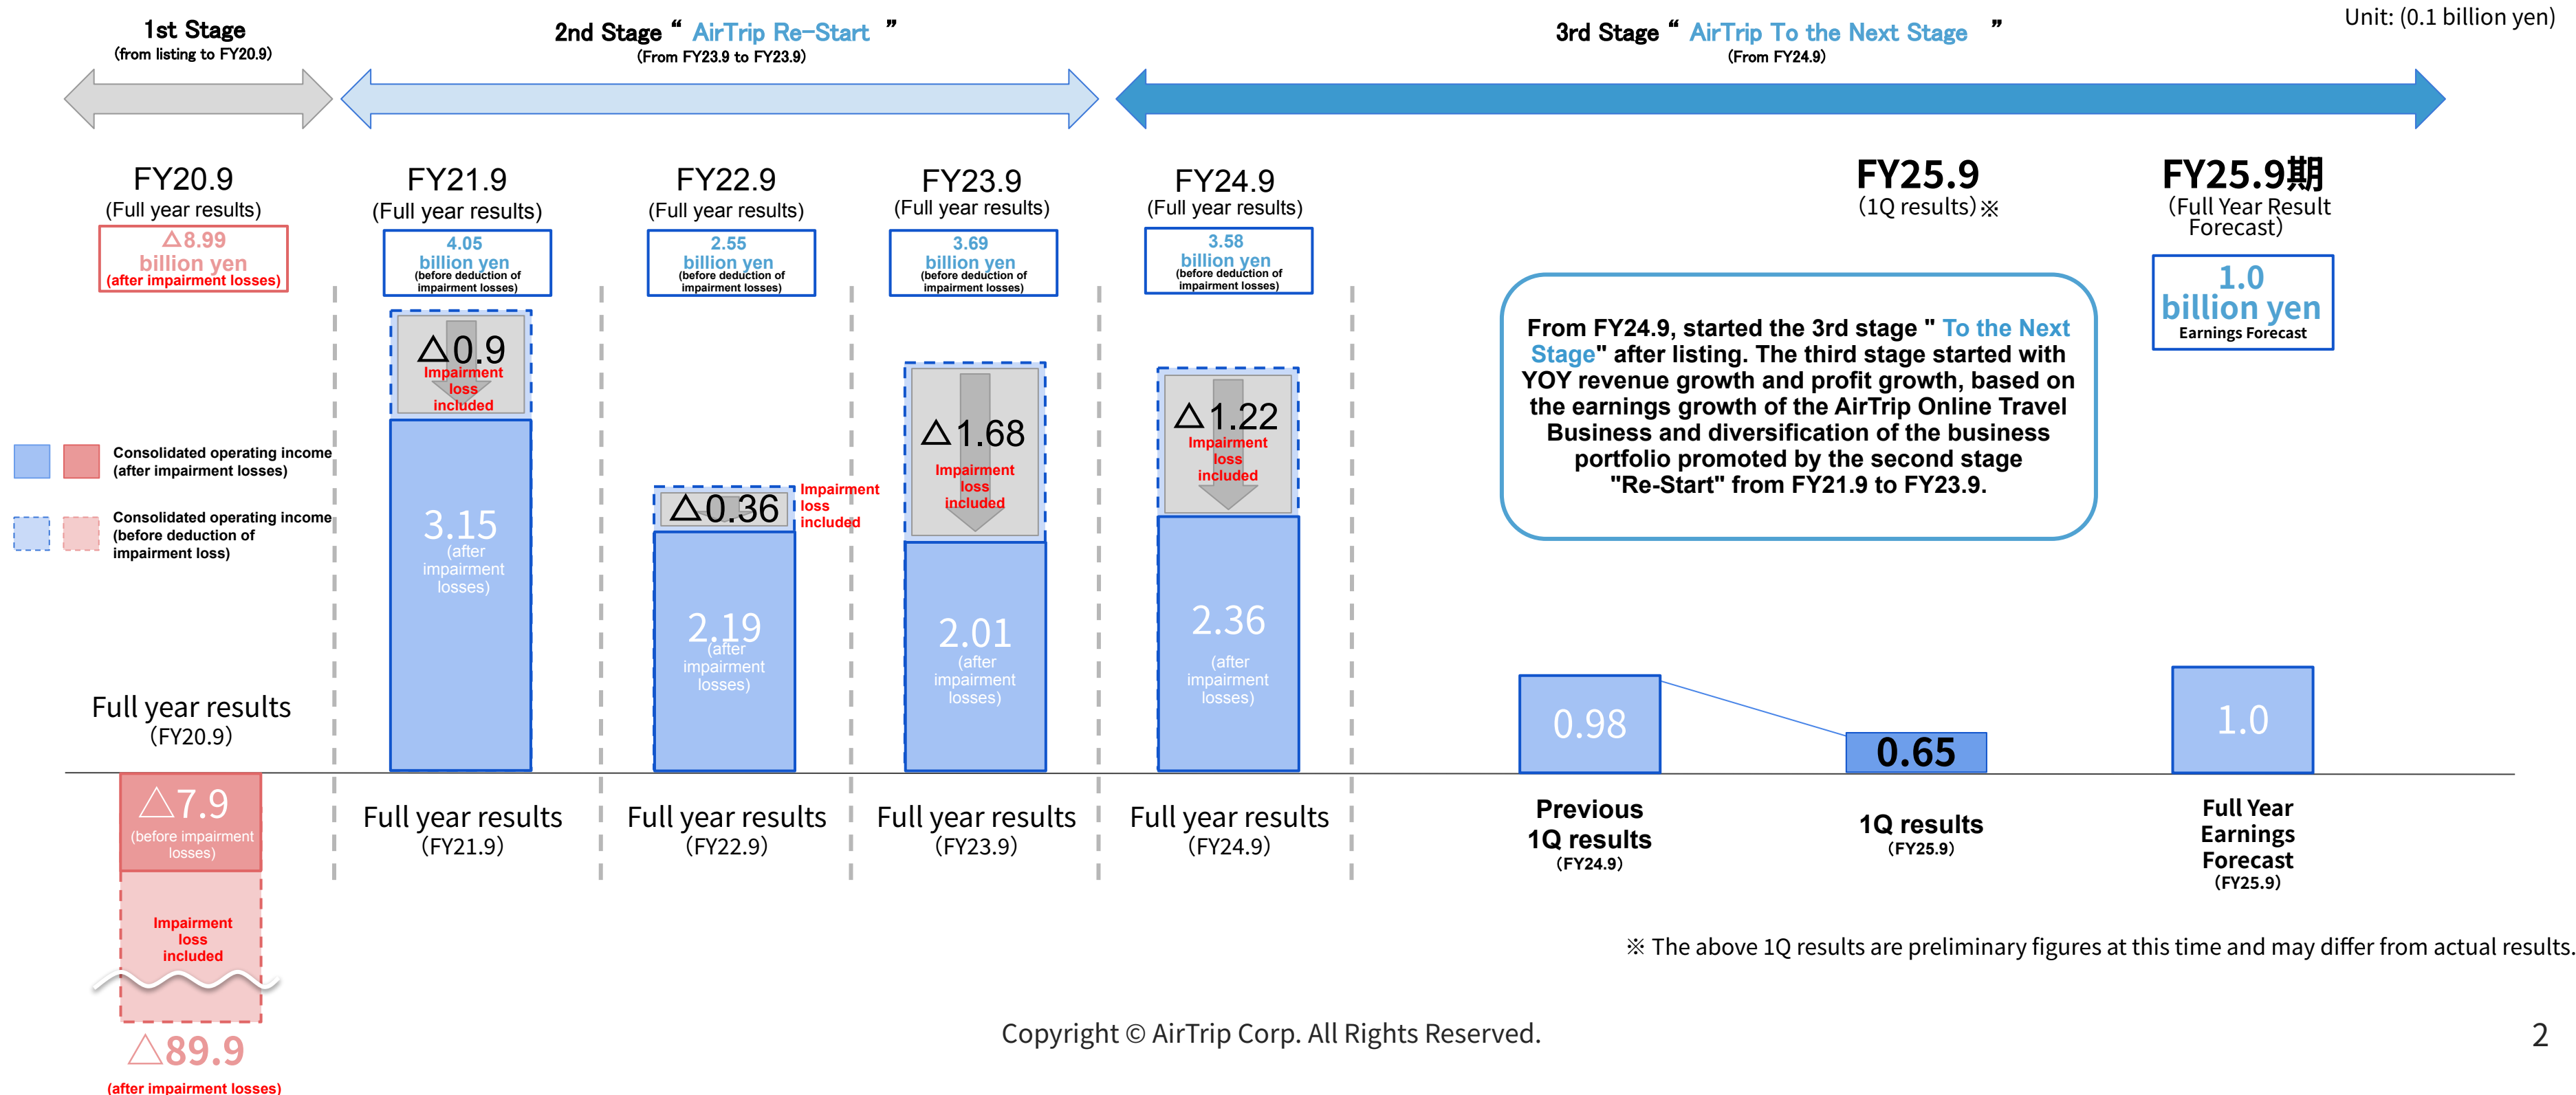 1st Stage
(from listing to FY20.9)
2nd Stage “ AirTrip Re-Start ”
(From FY23.9 to FY23.9)
3rd Stage “ AirTrip To the Next Stage ”
(From FY24.9)
Unit: (0.1 billion yen)
FY20.9
(Full year results)
△8.99
billion yen
(after impairment losses)
FY21.9
(Full year results)
4.05
billion yen
(before deduction of
impairment losses)
FY22.9
(Full year results)
2.55
billion yen
(before deduction of
impairment losses)
FY23.9
(Full year results)
3.69
billion yen
(before deduction of
impairment losses)
FY24.9
(Full year results)
3.58
billion yen
(before deduction of
impairment losses)
FY25.9
（1Q results）※
FY25.9期
（Full Year Result
Forecast）
1.0
billion yen
Earnings Forecast
From FY24.9, started the 3rd stage " To the Next
Stage" after listing. The third stage started with
YOY revenue growth and profit growth, based on
the earnings growth of the AirTrip Online Travel
Business and diversification of the business
portfolio promoted by the second stage
"Re-Start" from FY21.9 to FY23.9.
Consolidated operating income
(after impairment losses)
Consolidated operating income
(before deduction of
impairment loss)
△0.9
Impairment
loss
included
3.15
(after
impairment
losses)
△0.36
Impairment
loss
included
2.19
(after
impairment
losses)
△1.68
Impairment
loss
included
2.01
(after
impairment
losses)
△1.22
Impairment
loss
included
2.36
(after
impairment
losses)
0.98
0.65
1.0
Full year results
（FY20.9）
△7.9
(before impairment
losses)
Impairment
loss
included
△89.9
(after impairment losses)
Full year results
（FY21.9）
Full year results
（FY22.9）
Full year results
（FY23.9）
Full year results
（FY24.9）
Previous
1Q results
（FY24.9）
1Q results
（FY25.9）
Full Year
Earnings
Forecast
（FY25.9）
※ The above 1Q results are preliminary figures at this time and may differ from actual results.
Copyright © AirTrip Corp. All Rights Reserved.
2